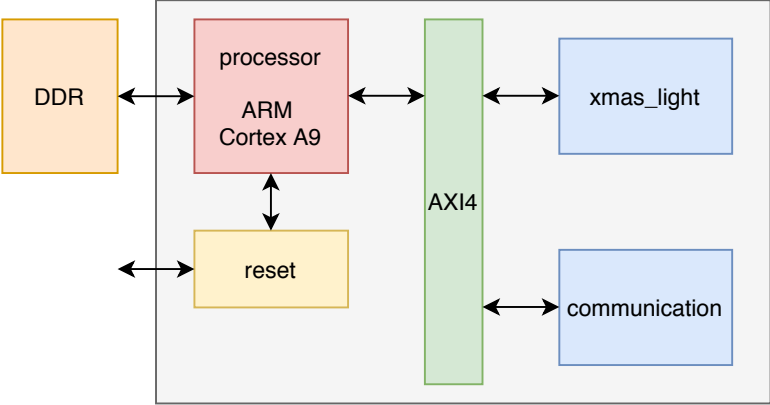 DDR
processor
ARM
Cortex A9
AXI4
xmas_light
reset
communication